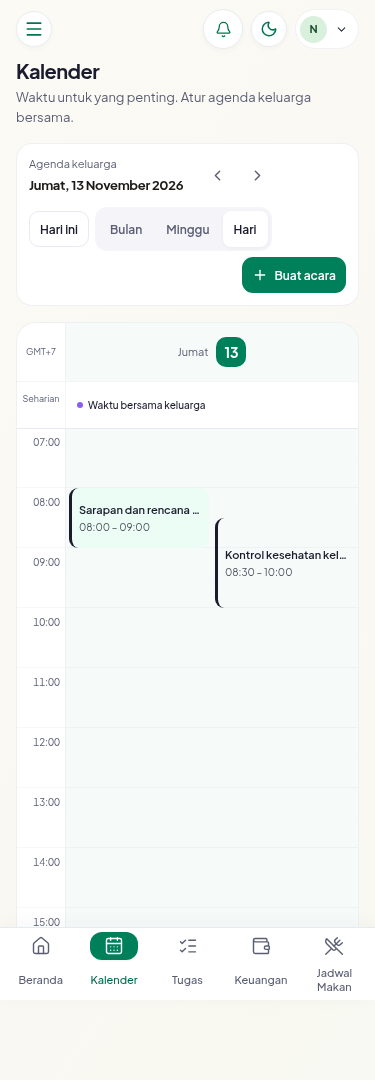 N
Kalender
Waktu untuk yang penting. Atur agenda keluarga
bersama.
Agenda keluarga
Jumat, 13 November 2026
Hari ini
Bulan
Minggu
Hari
Buat acara
GMT+7
Jumat
13
Seharian
Waktu bersama keluarga
07:00
08:00
Sarapan dan rencana ...
08:00 – 09:00
Kontrol kesehatan kel...
08:30 – 10:00
09:00
10:00
11:00
12:00
13:00
14:00
15:00
Beranda
Kalender
Tugas
Keuangan
Jadwal
Makan